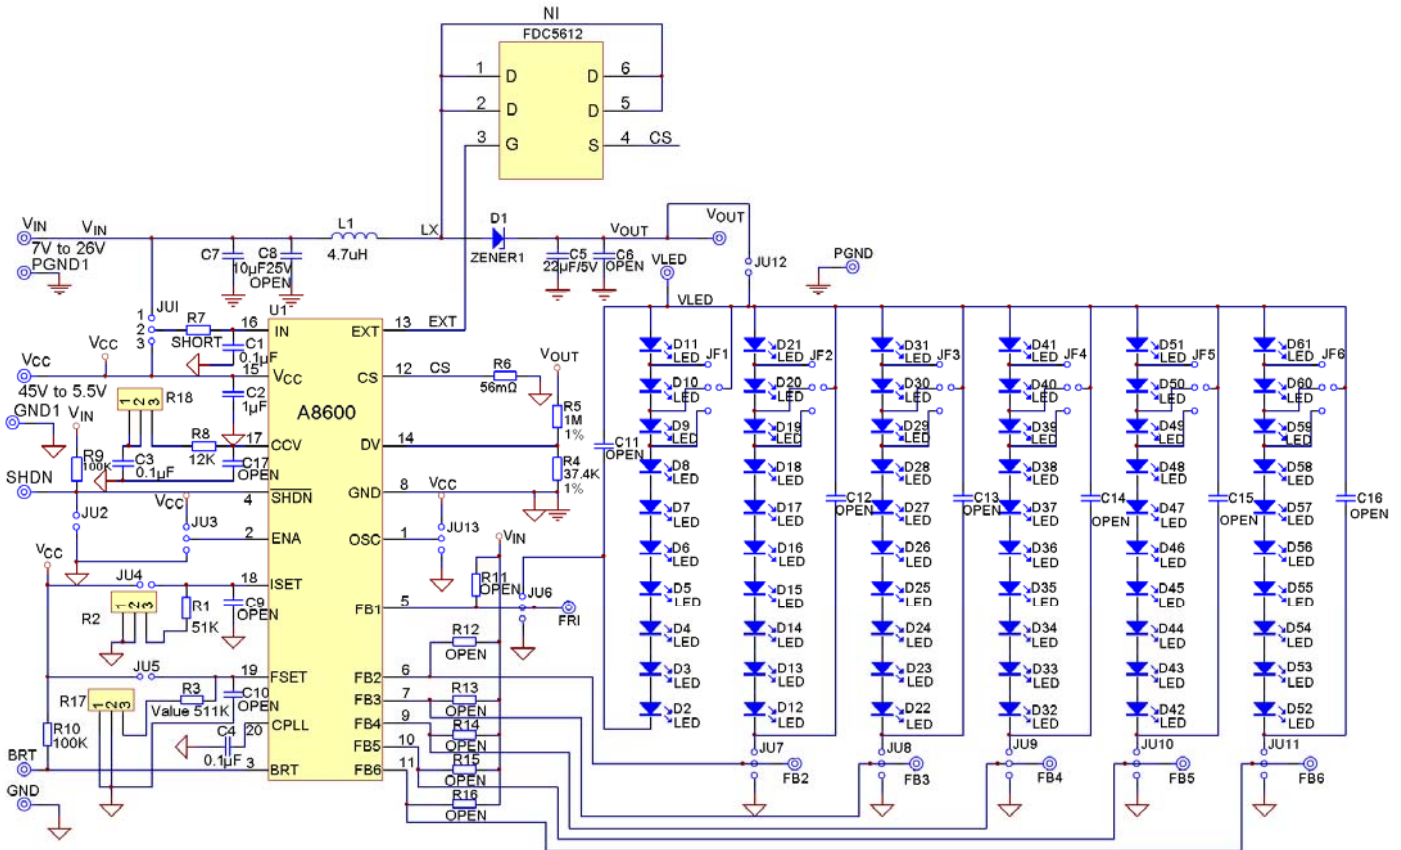 NI
FDC5612
1 D D 6
2 D D 5
3 G S 4 CS
VIN VIN
7V to 26V
PGND1
L1
4.7uH
LX
D1
ZENER1
VOUT
VOUT
C7
10µF25V
C8
OPEN
C5
22µF/5V
C6
OPEN
VLED
JU12
PGND
VLED
JUI
1
2
3
R7
SHORT
C1
0.1µF
U1
A8600
16 IN
15 VCC
17 CCV
4 SHDN
2 ENA
18 ISET
19 FSET
20 CPLL
3 BRT
EXT 13 EXT
CS 12 CS
DV 14
GND 8
OSC 1
FB1 5
FB2 6
FB3 7
FB4 9
FB5 10
FB6 11
VCC
45V to 5.5V
VCC
GND1
VIN
1 2 3 R18
C2
1µF
R8
12K
C3
0.1µF
C17
OPEN
R9
100K
SHDN
JU2
VCC
JU3
VCC
JU4
R2
1 2 3
R1
51K
C9
OPEN
JU5
R17
1 2 3
R3
Value 511K
C10
OPEN
C4
0.1µF
R10
100K
BRT
GND
R6
56mΩ
VOUT
R5
1M
1%
R4
37.4K
1%
VCC
JU13
VIN
R11
OPEN
JU6
FRI
R12
OPEN
R13
OPEN
R14
OPEN
R15
OPEN
R16
OPEN
C11
OPEN
D11
LED
JF1
D10
LED
D9
LED
D8
LED
D7
LED
D6
LED
D5
LED
D4
LED
D3
LED
D2
LED
D21
LED
JF2
D20
LED
D19
LED
D18
LED
D17
LED
D16
LED
D15
LED
D14
LED
D13
LED
D12
LED
C12
OPEN
JU7
FB2
D31
LED
JF3
D30
LED
D29
LED
D28
LED
D27
LED
D26
LED
D25
LED
D24
LED
D23
LED
D22
LED
C13
OPEN
JU8
FB3
D41
LED
JF4
D40
LED
D39
LED
D38
LED
D37
LED
D36
LED
D35
LED
D34
LED
D33
LED
D32
LED
C14
OPEN
JU9
FB4
D51
LED
JF5
D50
LED
D49
LED
D48
LED
D47
LED
D46
LED
D45
LED
D44
LED
D43
LED
D42
LED
C15
OPEN
JU10
FB5
D61
LED
JF6
D60
LED
D59
LED
D58
LED
D57
LED
D56
LED
D55
LED
D54
LED
D53
LED
D52
LED
C16
OPEN
JU11
FB6